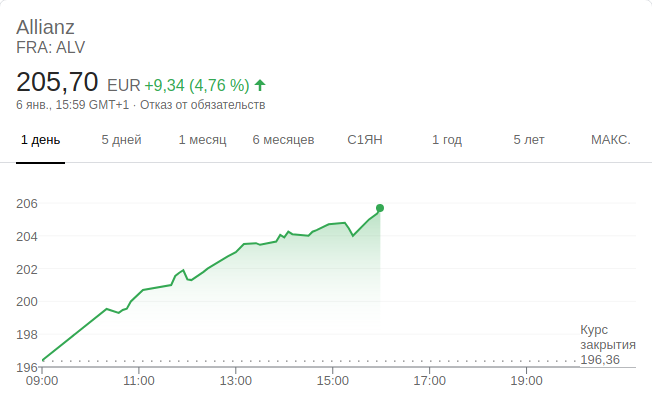 Allianz
FRA: ALV
205,70 EUR +9,34 (4,76 %)
6 янв., 15:59 GMT+1 · Отказ от обязательств
1 день 5 дней 1 месяц 6 месяцев С1ЯН 1 год 5 лет МАКС.
206
204
202
200
198
196
Курс
закрытия
196,36
09:00 11:00 13:00 15:00 17:00 19:00